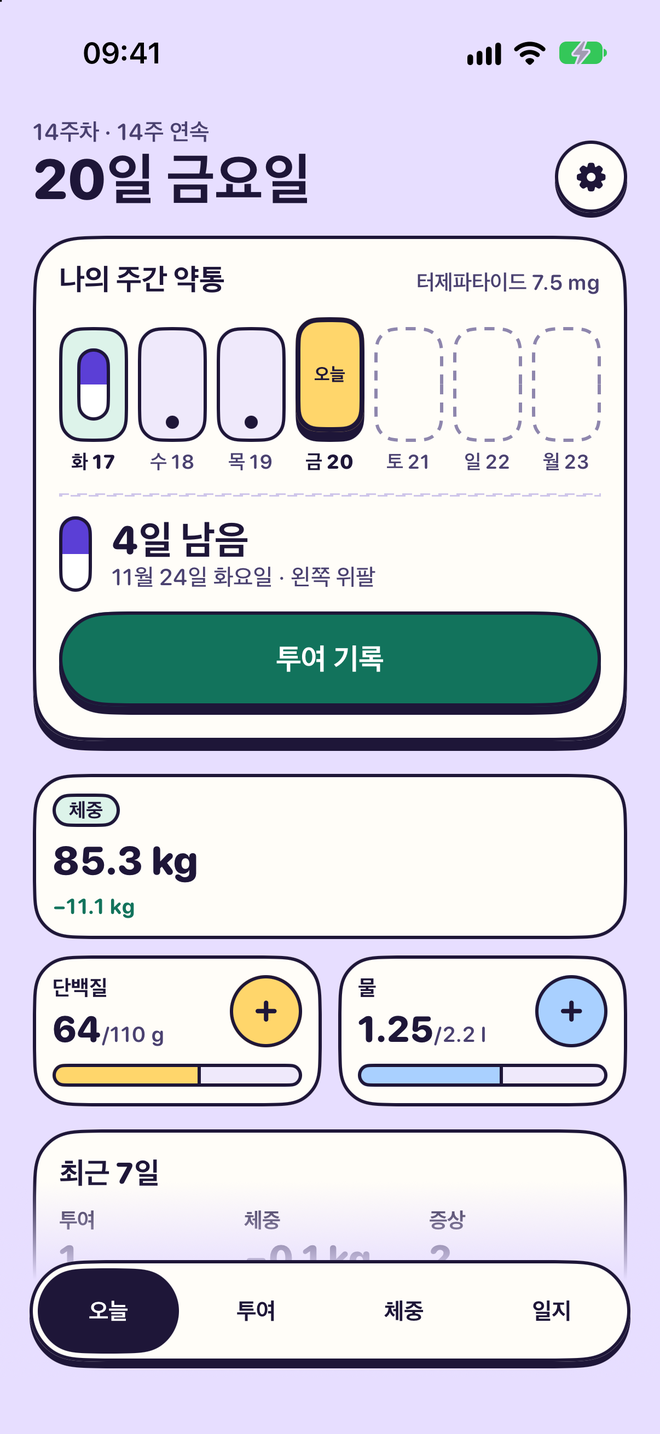 09:41
14주차 · 14주 연속
20일 금요일
나의 주간 약통
터제파타이드 7.5 mg
오늘
화 17 수 18 목 19 금 20 토 21 일 22 월 23
4일 남음
11월 24일 화요일 · 왼쪽 위팔
투여 기록
체중
85.3 kg
−11.1 kg
단백질
64/110 g
물
1.25/2.2 l
최근 7일
투여 체중 증상
1 −0.1 kg 2
오늘 투여 체중 일지